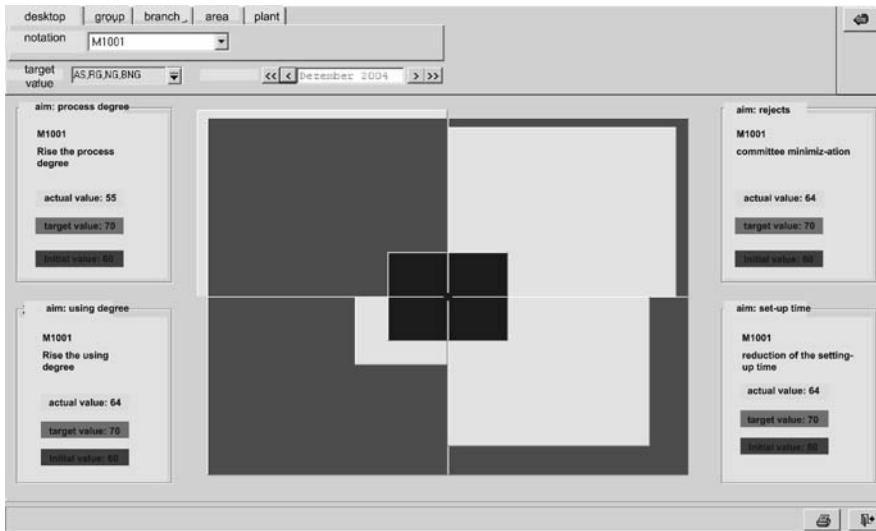 desktop group branch area plant
notation M1001
target value AS,RG,NG,BNG << < Dezember 2004 > >>
aim: process degree
M1001
Rise the process
degree
actual value: 55
target value: 70
Initial value: 60
aim: using degree
M1001
Rise the using
degree
actual value: 64
target value: 70
Initial value: 60
aim: rejects
M1001
committee minimiz-ation
actual value: 64
target value: 70
Initial value: 60
aim: set-up time
M1001
reduction of the setting-
up time
actual value: 64
target value: 70
Initial value: 60